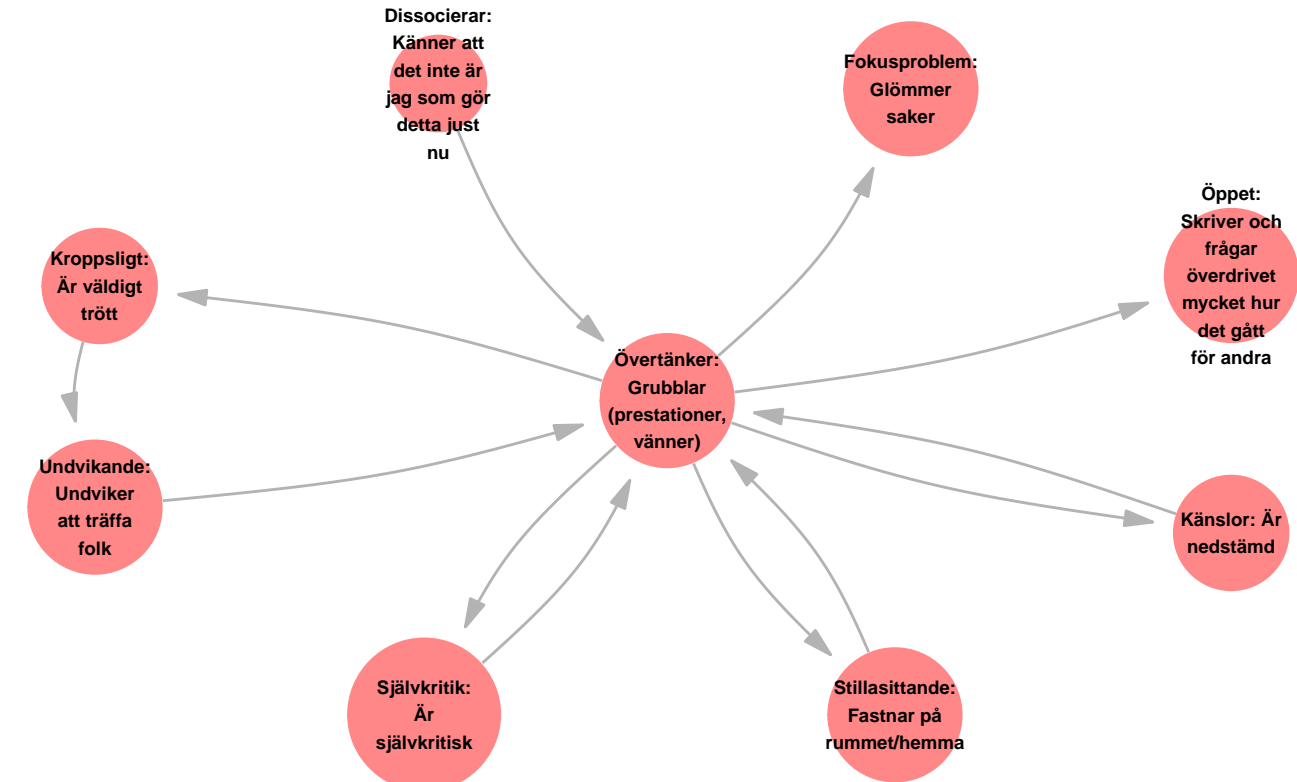 Dissocierar:
Känner att
det inte är
jag som gör
detta just
nu
Fokusproblem:
Glömmer
saker
Öppet:
Skriver och
frågar
överdrivet
mycket hur
det gått
för andra
Kroppsligt:
Är väldigt
trött
Övertänker:
Grubblar
(prestationer,
vänner)
Undvikande:
Undviker
att träffa
folk
Känslor: Är
nedstämd
Självkritik:
Är
självkritisk
Stillasittande:
Fastnar på
rummet/hemma